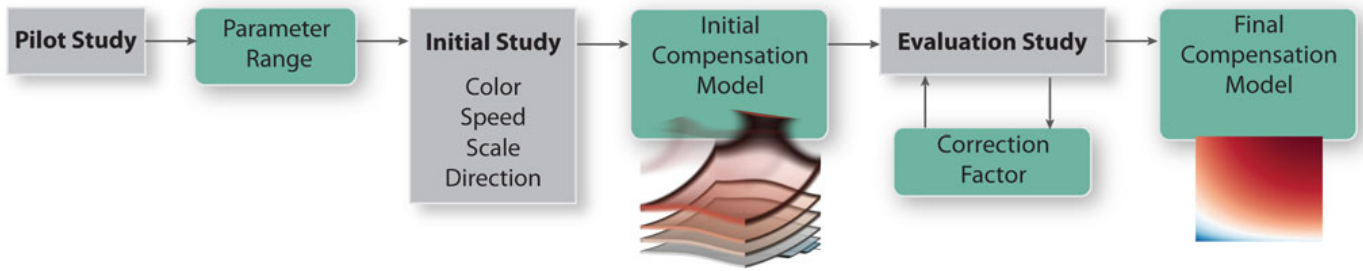 Pilot Study
Parameter
Range
Initial Study
Color
Speed
Scale
Direction
Initial
Compensation
Model
Evaluation Study
Correction
Factor
Final
Compensation
Model